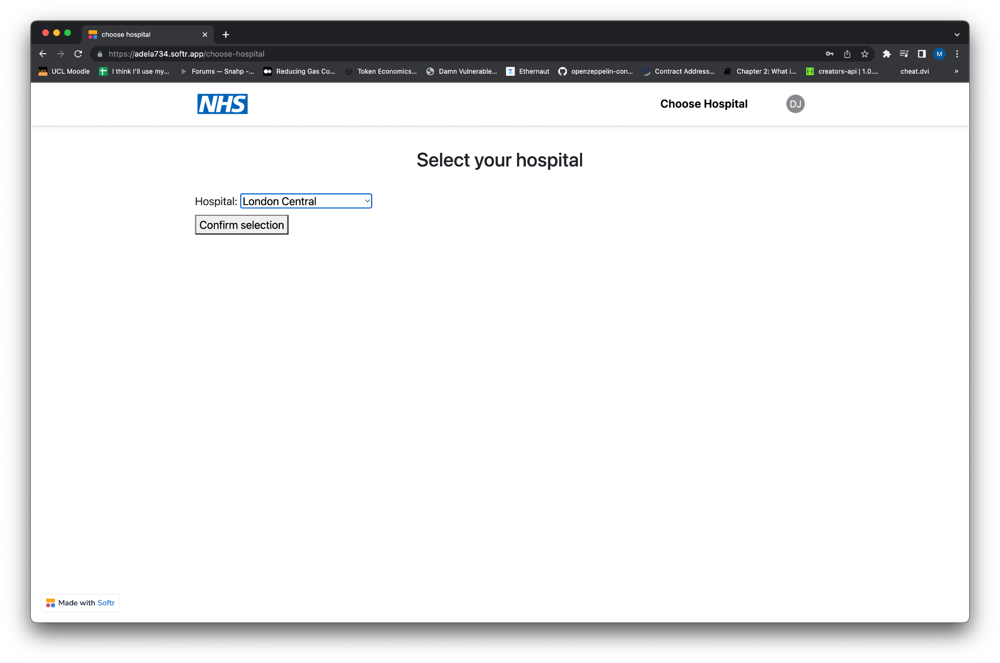 choose hospital
https://adela734.softr.app/choose-hospital
M
UCL Moodle
I think I'll use my...
Forums — Snahp -...
Reducing Gas Co...
Token Economics...
Damn Vulnerable...
Ethernaut
openzeppelin-con...
Contract Address...
Chapter 2: What i...
creators-api | 1.0....
cheat.dvi
»
NHS
Choose Hospital
DJ
Select your hospital
Hospital: London Central
Confirm selection
Made with Softr